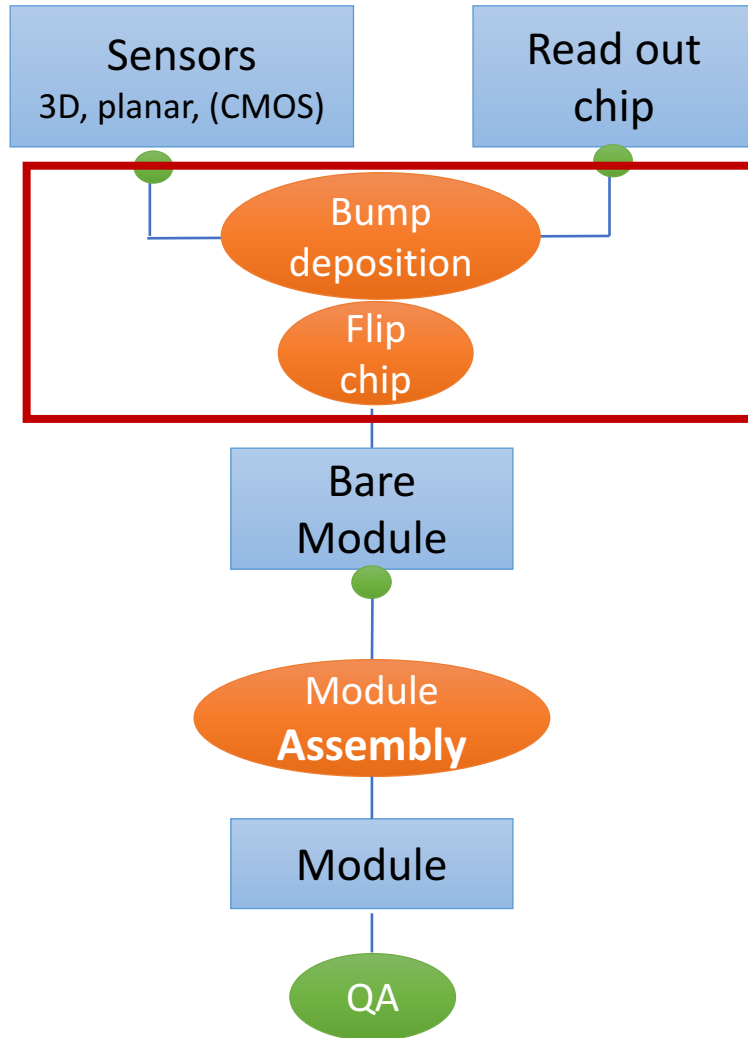 Sensors
3D, planar, (CMOS)
Read out
chip
Bump
deposition
Flip
chip
Bare
Module
Module
Assembly
Module
QA